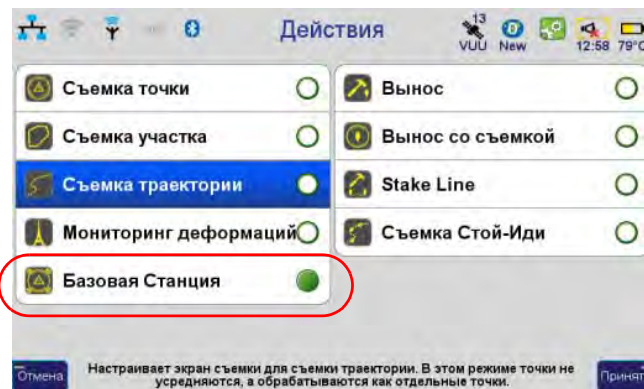 Действия
13
VUU
New
12:58
79°C
Съемка точки
Съемка участка
Съемка траектории
Мониторинг деформаций
Базовая Станция
Вынос
Вынос со съемкой
Stake Line
Съемка Стой-Иди
Отмена
Настраивает экран съемки для съемки траектории. В этом режиме точки не
усредняются, а обрабатываются как отдельные точки.
Принят